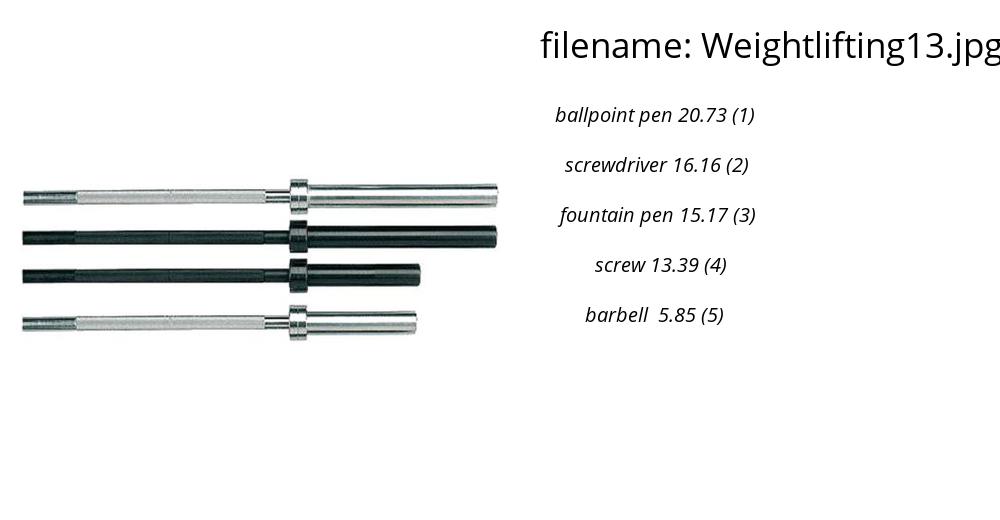 filename: Weightlifting13.jpg
ballpoint pen 20.73 (1)
screwdriver 16.16 (2)
fountain pen 15.17 (3)
screw 13.39 (4)
barbell 5.85 (5)